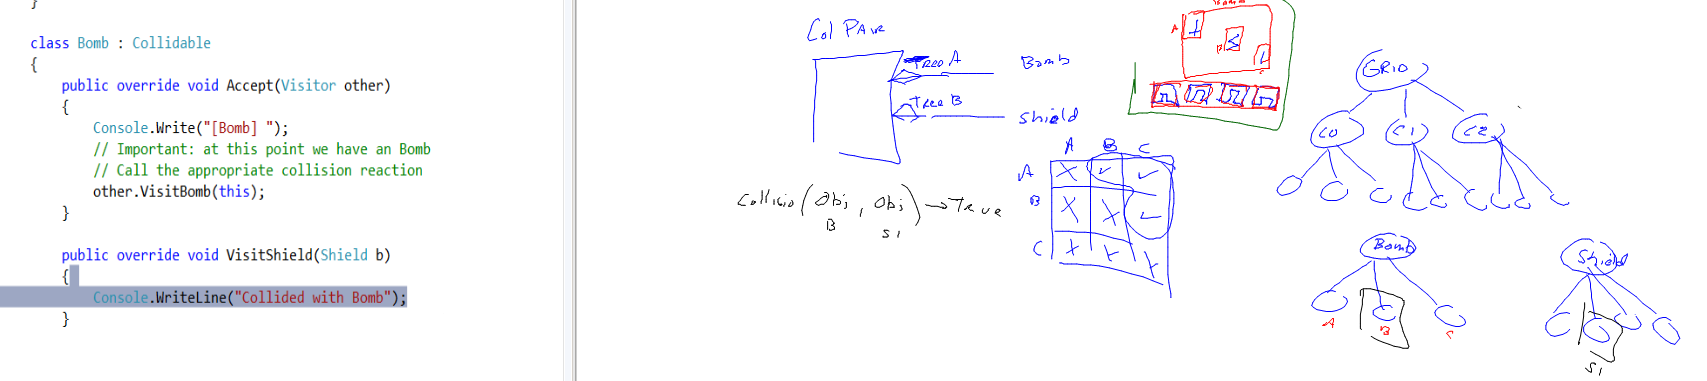 }
class Bomb : Collidable
{
public override void Accept(Visitor other)
{
Console.Write("[Bomb] ");
// Important: at this point we have an Bomb
// Call the appropriate collision reaction
other.VisitBomb(this);
}
public override void VisitShield(Shield b)
{
Console.WriteLine("Collided with Bomb");
}
Col PAIR
Tree A
Bomb
Tree B
Shield
A B C
A X ✓ ✓
B X X ✓
C X X X
Collisio(Obj, Obj) → True
B S1
A
B
GRID
C0 C1 C2
Bomb
A B C
Shield
S1